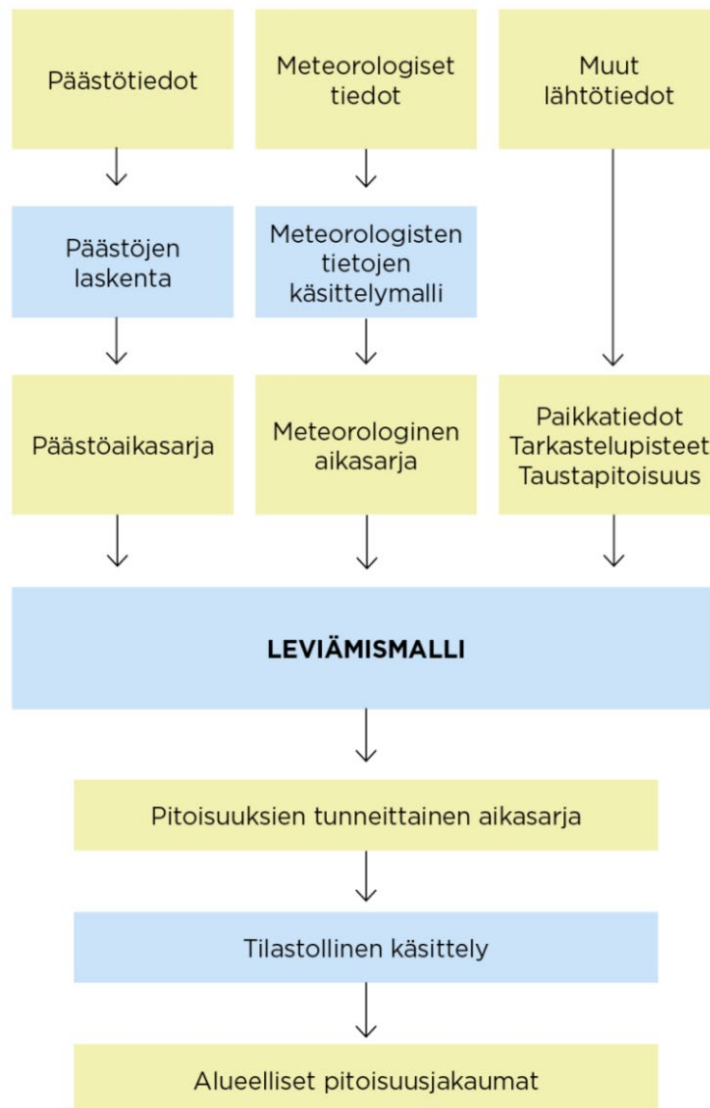 Päästötiedot
Meteorologiset
tiedot
Muut
lähtötiedot
Päästöjen
laskenta
Meteorologisten
tietojen
käsittelymalli
Päästöaikasarja
Meteorologinen
aikasarja
Paikkatiedot
Tarkastelupisteet
Taustapitoisuus
LEVIÄMISMALLI
Pitoisuuksien tunneittainen aikasarja
Tilastollinen käsittely
Alueelliset pitoisuusjakaumat